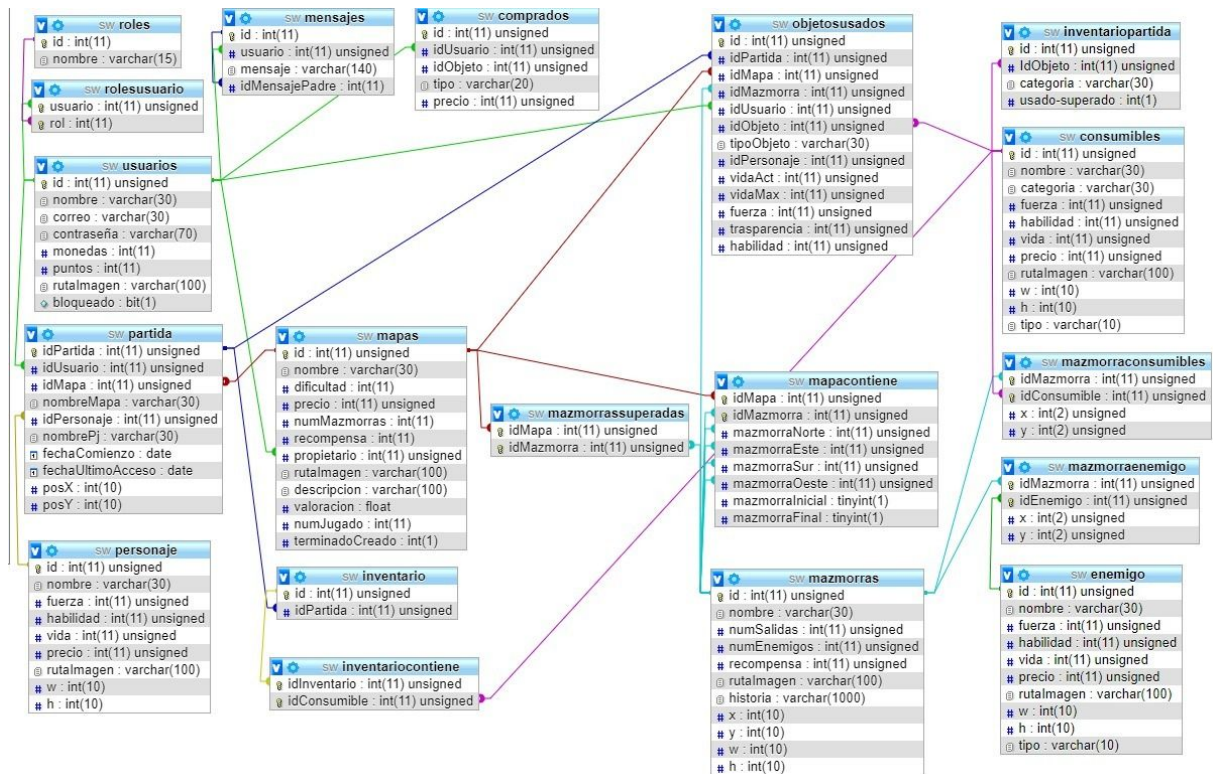 sw roles
id : int(11)
nombre : varchar(15)
sw rolesusuario
usuario : int(11) unsigned
rol : int(11)
sw usuarios
id : int(11) unsigned
nombre : varchar(30)
correo : varchar(30)
contraseña : varchar(70)
monedas : int(11)
puntos : int(11)
rutaImagen : varchar(100)
bloqueado : bit(1)
sw partida
idPartida : int(11) unsigned
idUsuario : int(11) unsigned
idMapa : int(11) unsigned
nombreMapa : varchar(30)
idPersonaje : int(11) unsigned
nombrePj : varchar(30)
fechaComienzo : date
fechaUltimoAcceso : date
posX : int(10)
posY : int(10)
sw personaje
id : int(11) unsigned
nombre : varchar(30)
fuerza : int(11) unsigned
habilidad : int(11) unsigned
vida : int(11) unsigned
precio : int(11) unsigned
rutaImagen : varchar(100)
w : int(10)
h : int(10)
sw mensajes
id : int(11)
usuario : int(11) unsigned
mensaje : varchar(140)
idMensajePadre : int(11)
sw comprados
id : int(11) unsigned
idUsuario : int(11) unsigned
idObjeto : int(11) unsigned
tipo : varchar(20)
precio : int(11) unsigned
sw mapas
id : int(11) unsigned
nombre : varchar(30)
dificultad : int(11)
precio : int(11) unsigned
numMazmorras : int(11)
recompensa : int(11)
propietario : int(11) unsigned
rutaImagen : varchar(100)
descripcion : varchar(100)
valoracion : float
numJugado : int(11)
terminadoCreado : int(1)
sw inventario
id : int(11) unsigned
idPartida : int(11) unsigned
sw inventariocontiene
idInventario : int(11) unsigned
idConsumible : int(11) unsigned
sw mazmorrassuperadas
idMapa : int(11) unsigned
idMazmorra : int(11) unsigned
sw objetosusados
id : int(11) unsigned
idPartida : int(11) unsigned
idMapa : int(11) unsigned
idMazmorra : int(11) unsigned
idUsuario : int(11) unsigned
idObjeto : int(11) unsigned
tipoObjeto : varchar(30)
idPersonaje : int(11) unsigned
vidaAct : int(11) unsigned
vidaMax : int(11) unsigned
fuerza : int(11) unsigned
trasparencia : int(11) unsigned
habilidad : int(11) unsigned
sw mapacontiene
idMapa : int(11) unsigned
idMazmorra : int(11) unsigned
mazmorraNorte : int(11) unsigned
mazmorraEste : int(11) unsigned
mazmorraSur : int(11) unsigned
mazmorraOeste : int(11) unsigned
mazmorraInicial : tinyint(1)
mazmorraFinal : tinyint(1)
sw mazmorras
id : int(11) unsigned
nombre : varchar(30)
numSalidas : int(11) unsigned
numEnemigos : int(11) unsigned
recompensa : int(11) unsigned
rutaImagen : varchar(100)
historia : varchar(1000)
x : int(10)
y : int(10)
w : int(10)
h : int(10)
sw inventariopartida
id : int(11) unsigned
IdObjeto : int(11) unsigned
categoria : varchar(30)
usado-superado : int(1)
sw consumibles
id : int(11) unsigned
nombre : varchar(30)
categoria : varchar(30)
fuerza : int(11) unsigned
habilidad : int(11) unsigned
vida : int(11) unsigned
precio : int(11) unsigned
rutaImagen : varchar(100)
w : int(10)
h : int(10)
tipo : varchar(10)
sw mazmorraconsumibles
idMazmorra : int(11) unsigned
idConsumible : int(11) unsigned
x : int(2) unsigned
y : int(2) unsigned
sw mazmorraenemigo
idMazmorra : int(11) unsigned
idEnemigo : int(11) unsigned
x : int(2) unsigned
y : int(2) unsigned
sw enemigo
id : int(11) unsigned
nombre : varchar(30)
fuerza : int(11) unsigned
habilidad : int(11) unsigned
vida : int(11) unsigned
precio : int(11) unsigned
rutaImagen : varchar(100)
w : int(10)
h : int(10)
tipo : varchar(10)